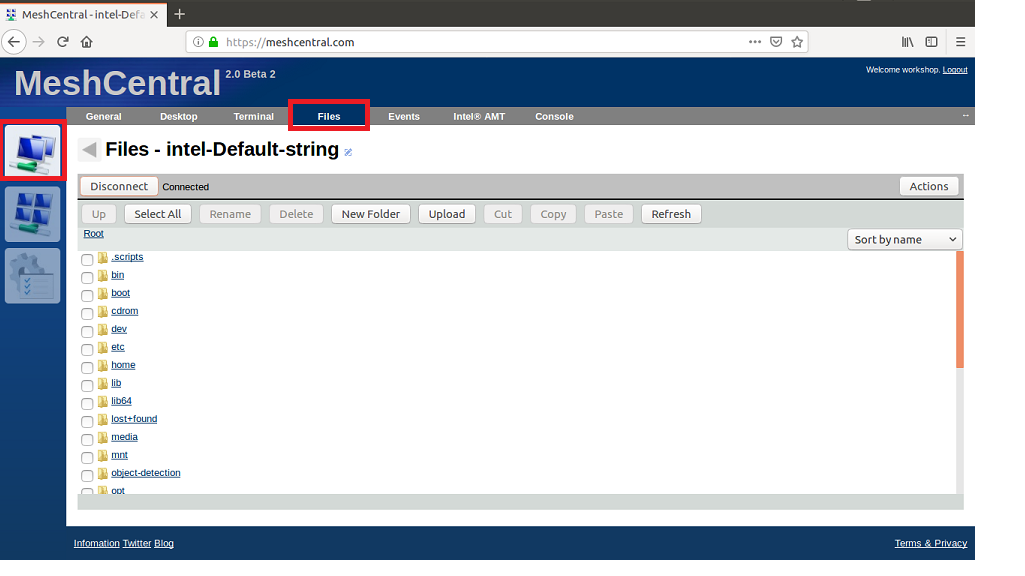 MeshCentral - intel-Defa
https://meshcentral.com
MeshCentral 2.0 Beta 2
Welcome workshop. Logout
General Desktop Terminal Files Events Intel® AMT Console --
Files - intel-Default-string
Disconnect Connected Actions
Up Select All Rename Delete New Folder Upload Cut Copy Paste Refresh
Root
Sort by name
.scripts
bin
boot
cdrom
dev
etc
home
lib
lib64
lost+found
media
mnt
object-detection
opt
Infomation Twitter Blog Terms & Privacy